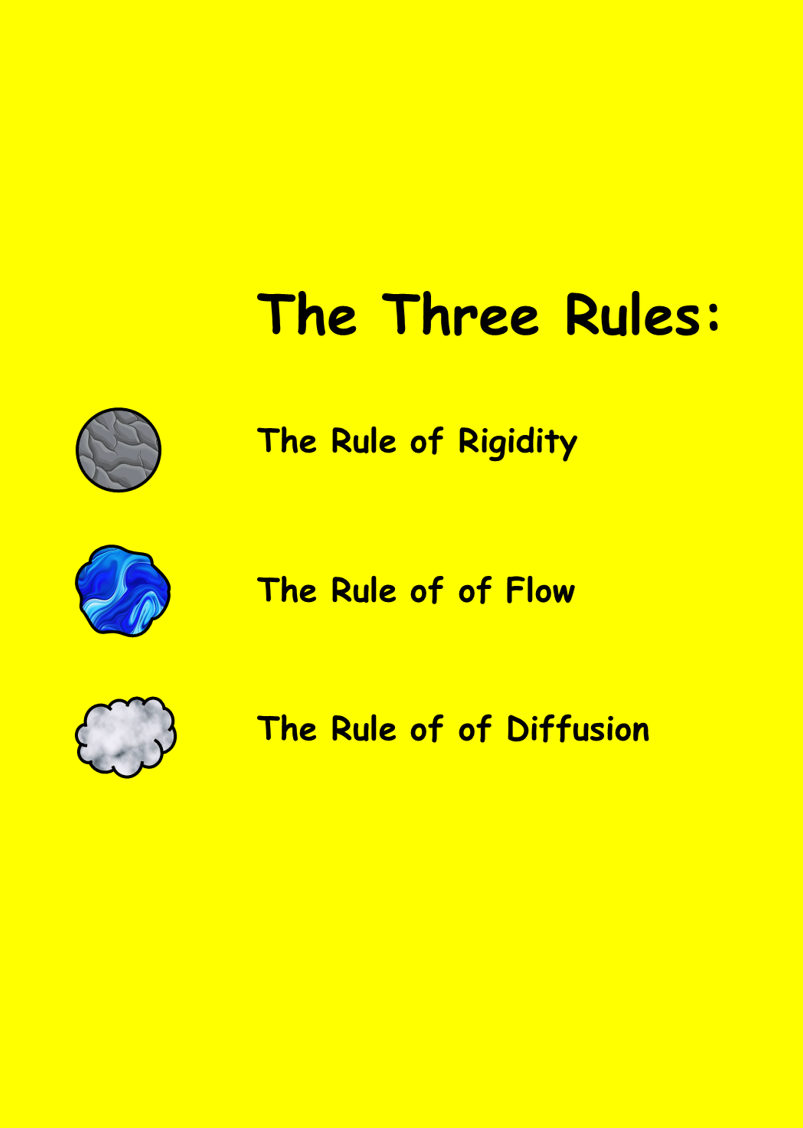 The Three Rules:
The Rule of Rigidity
The Rule of of Flow
The Rule of of Diffusion